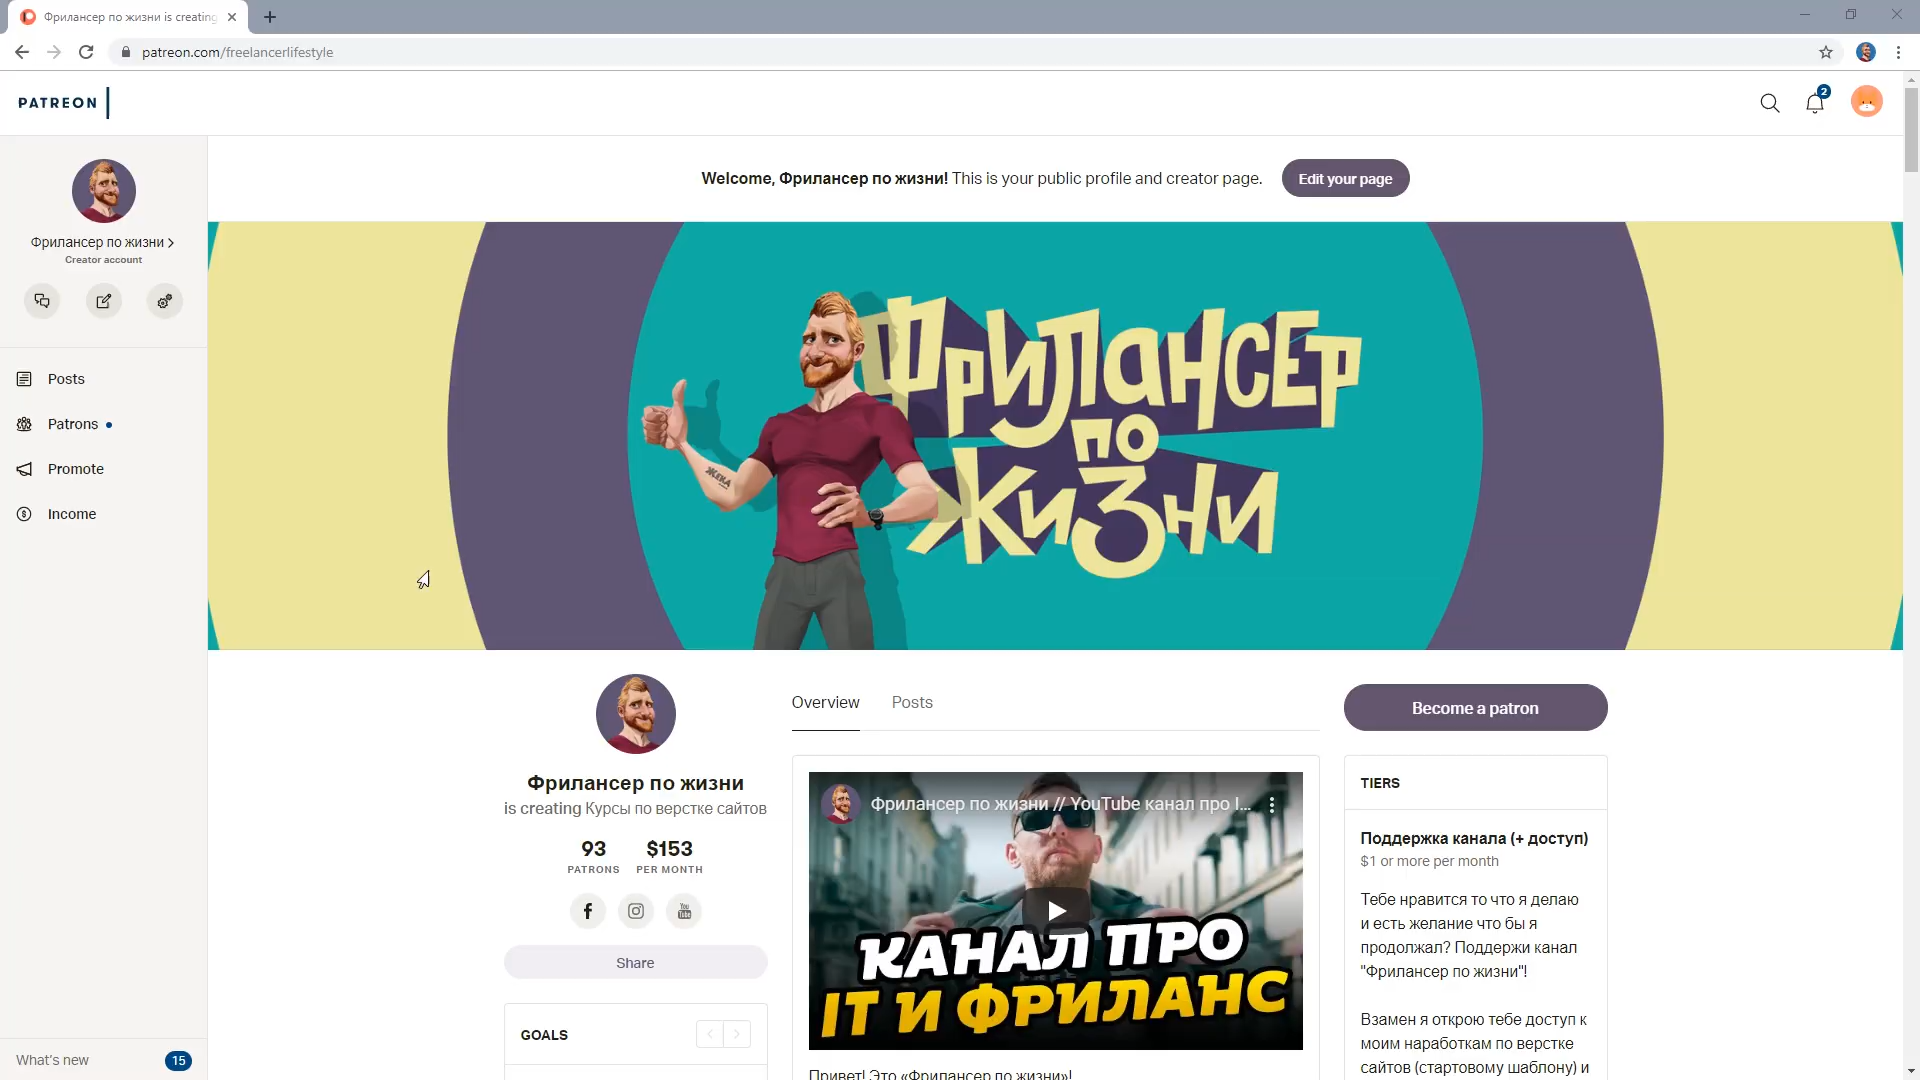 Фрилансер по жизни is creating
patreon.com/freelancerlifestyle
PATREON
2
Welcome, Фрилансер по жизни! This is your public profile and creator page.
Edit your page
Фрилансер по жизни
Creator account
Posts
Patrons
Promote
Income
What's new
15
ФРИЛАНСЕР
ПО
ЖИЗНИ
ЖЕКА
Фрилансер по жизни
is creating Курсы по верстке сайтов
93
PATRONS
$153
PER MONTH
You
Tube
Share
GOALS
Overview
Posts
Фрилансер по жизни // YouTube канал про I...
КАНАЛ ПРО
IT И ФРИЛАНС
Привет! Это «Фрилансер по жизни»!
Become a patron
TIERS
Поддержка канала (+ доступ)
$1 or more per month
Тебе нравится то что я делаю
и есть желание что бы я
продолжал? Поддержи канал
"Фрилансер по жизни"!
Взамен я открою тебе доступ к
моим наработкам по верстке
сайтов (стартовому шаблону) и